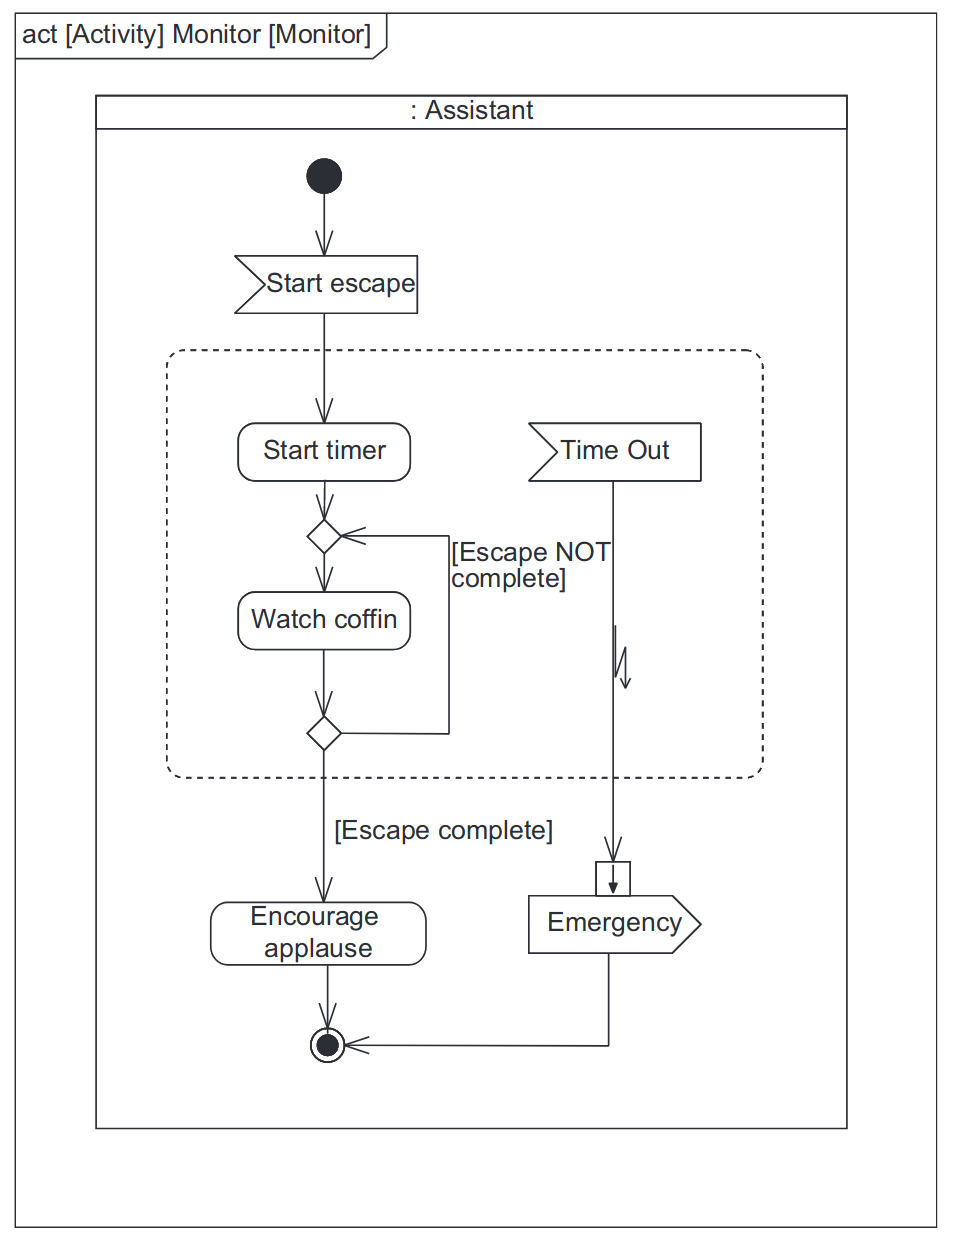 act [Activity] Monitor [Monitor]
: Assistant
Start escape
Start timer
Time Out
[Escape NOT
complete]
Watch coffin
[Escape complete]
Encourage
applause
Emergency